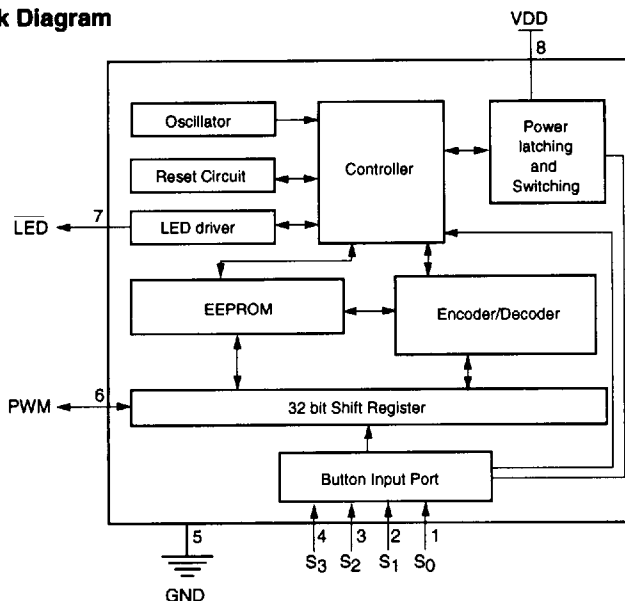 k Diagram
VDD
8
Oscillator
Controller
Power
latching
and
Switching
Reset Circuit
7
LED
LED driver
EEPROM
Encoder/Decoder
6
PWM
32 bit Shift Register
Button Input Port
5
4
3
2
1
S3
S2
S1
S0
GND